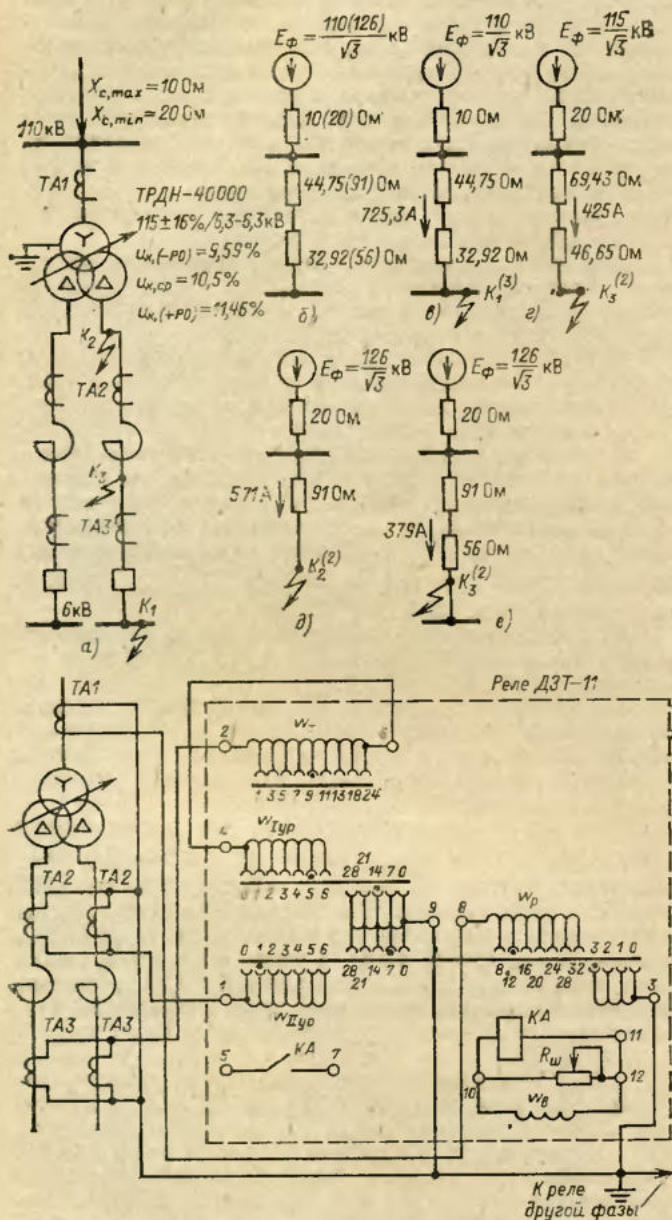 X с,max = 10 Ом
X с,min = 20 Ом
110 кВ
TA1
ТРДН-40000
115±16%/6,3-6,3кВ
uк,(-РО) = 9,59%
uк,ср = 10,5%
uк,(+РО) = 11,46%
K2
TA2
K3
TA3
6кВ
K1
а)
Eф = 110(126)/√3 кВ
10(20) Ом
44,75(91) Ом
32,92(56) Ом
б)
Eф = 110/√3 кВ
10 Ом
44,75 Ом
725,3А
32,92 Ом
K1(3)
в)
Eф = 115/√3 кВ
20 Ом
69,43 Ом
425А
46,65 Ом
K3(2)
г)
Eф = 126/√3 кВ
20 Ом
571А
91 Ом
K2(2)
д)
Eф = 126/√3 кВ
20 Ом
91 Ом
379А
56 Ом
K3(2)
е)
TA1
TA2 TA2
TA3 TA3
Реле ДЗТ-11
2 wт 6
1 3 5 7 9 11 13 18 24
4 wIур
0 1 2 3 4 5 6
21
28 14 7 0
9 8 wр
0 1 2 3 4 5 6
28 14 7 0
21
8 16 24 32
12 20 28
3 2 1 0
1 wIIур
3
5 KA 7
KA
11
Rш
10 12
wв
К реле
другой фазы